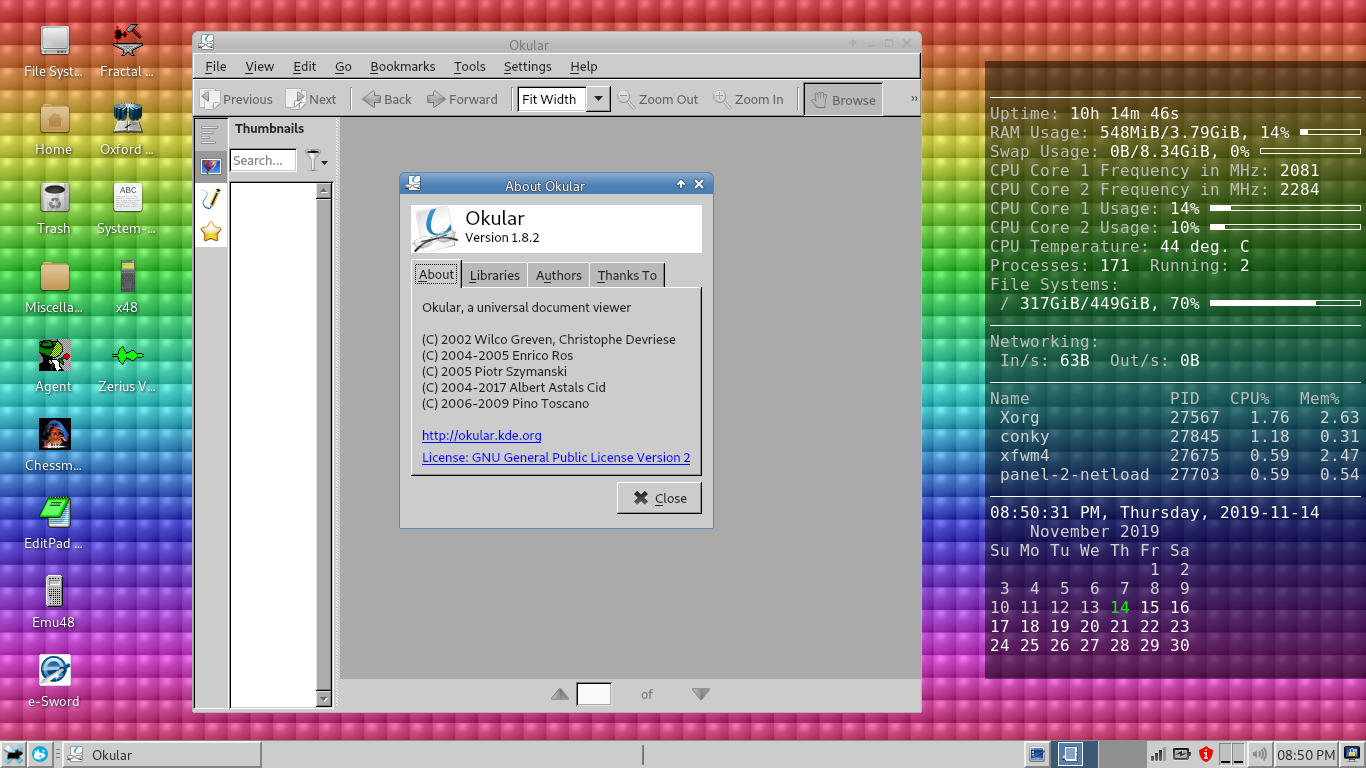 File Syst...
Fractal ...
Home
Oxford ...
Trash
ABC
System-...
Miscella...
x48
Agent
Zerius V...
Chessm...
EditPad ...
Emu48
e-Sword
Okular
File View Edit Go Bookmarks Tools Settings Help
Previous Next Back Forward Fit Width Zoom Out Zoom In Browse »
Thumbnails
Search...
of
About Okular
Okular
Version 1.8.2
About Libraries Authors Thanks To
Okular, a universal document viewer
(C) 2002 Wilco Greven, Christophe Devriese
(C) 2004-2005 Enrico Ros
(C) 2005 Piotr Szymanski
(C) 2004-2017 Albert Astals Cid
(C) 2006-2009 Pino Toscano
http://okular.kde.org
License: GNU General Public License Version 2
Close
Uptime: 10h 14m 46s
RAM Usage: 548MiB/3.79GiB, 14%
Swap Usage: 0B/8.34GiB, 0%
CPU Core 1 Frequency in MHz: 2081
CPU Core 2 Frequency in MHz: 2284
CPU Core 1 Usage: 14%
CPU Core 2 Usage: 10%
CPU Temperature: 44 deg. C
Processes: 171 Running: 2
File Systems:
/ 317GiB/449GiB, 70%
Networking:
In/s: 63B Out/s: 0B
Name PID CPU% Mem%
Xorg 27567 1.76 2.63
conky 27845 1.18 0.31
xfwm4 27675 0.59 2.47
panel-2-netload 27703 0.59 0.54
08:50:31 PM, Thursday, 2019-11-14
November 2019
Su Mo Tu We Th Fr Sa
1 2
3 4 5 6 7 8 9
10 11 12 13 14 15 16
17 18 19 20 21 22 23
24 25 26 27 28 29 30
Okular
08:50 PM